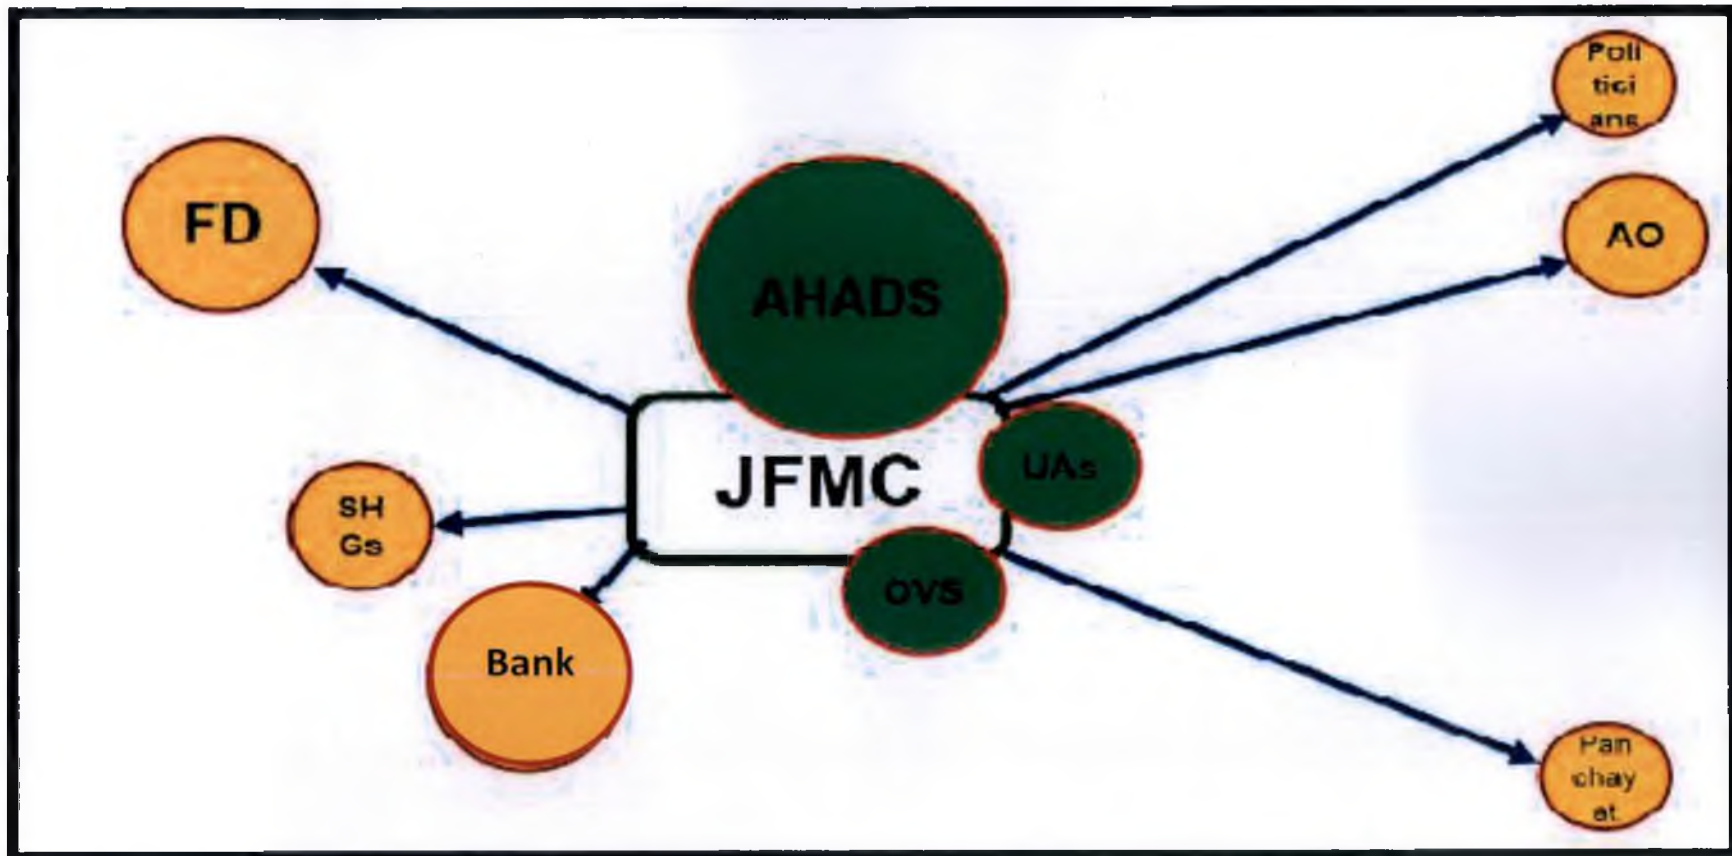 Poli
tici
ans
FD
AO
AHADS
JFMC
UAs
SH
Gs
OVS
Bank
Pan
chay
at